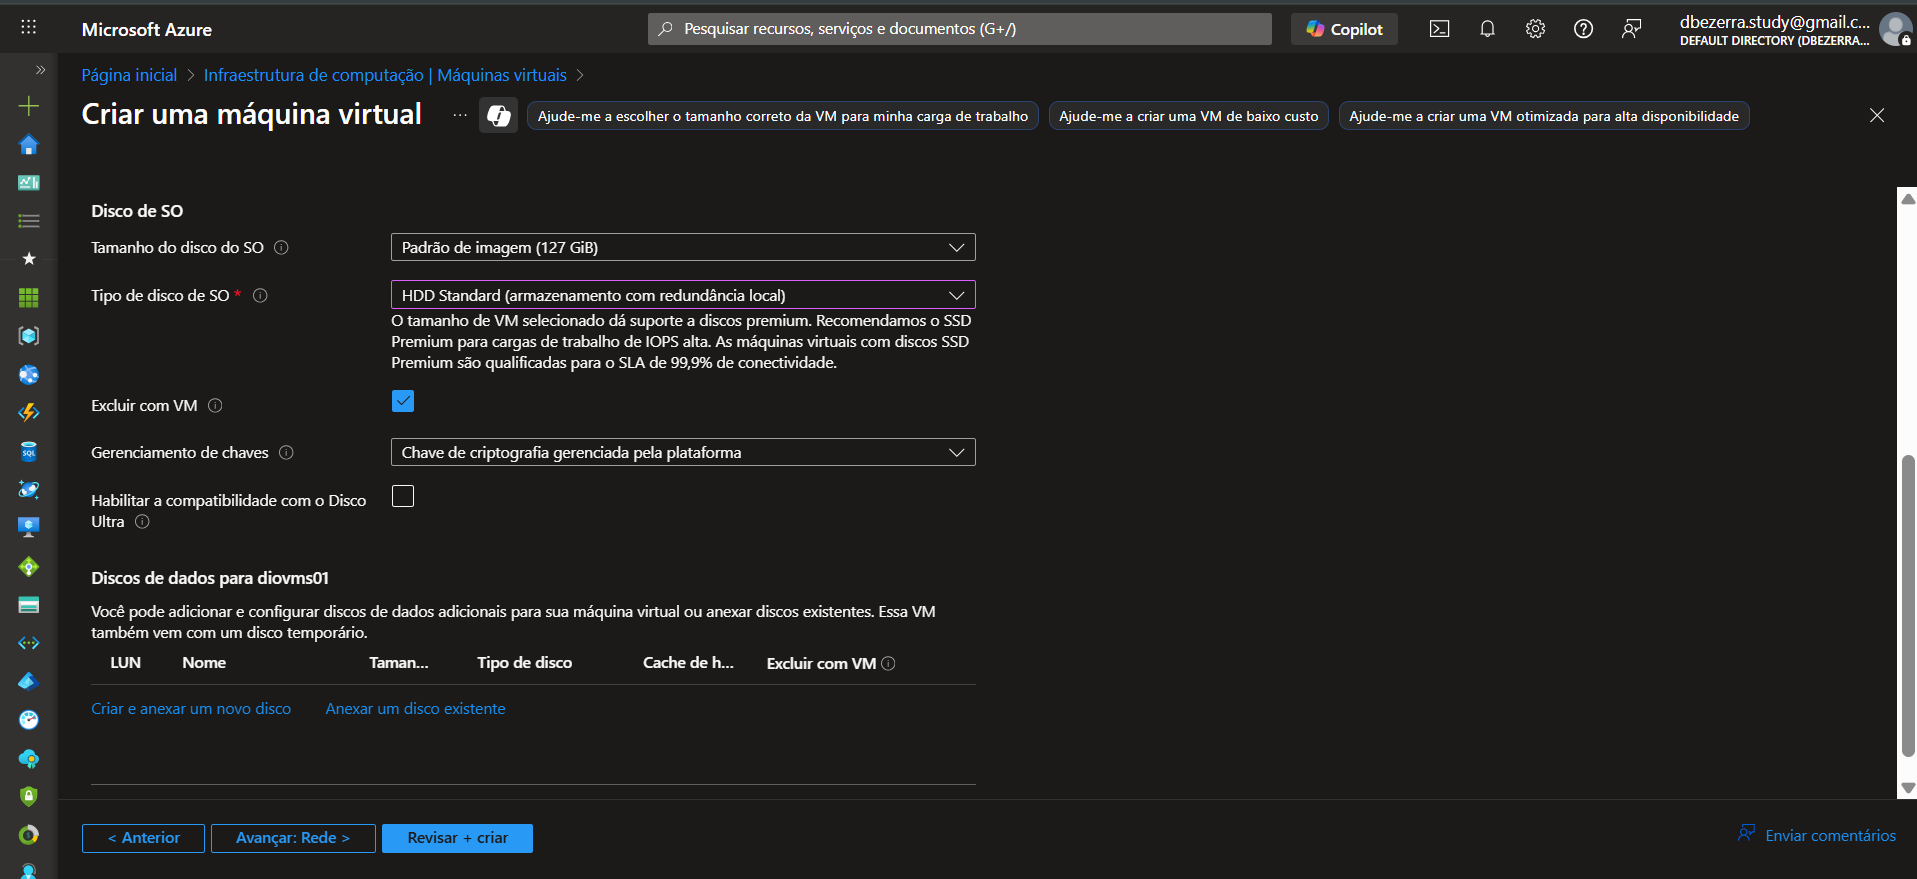 Microsoft Azure
Pesquisar recursos, serviços e documentos (G+/)
Copilot
dbezerra.study@gmail.c...
DEFAULT DIRECTORY (DBEZERRA...
Página inicial > Infraestrutura de computação | Máquinas virtuais >
Criar uma máquina virtual ...
Ajude-me a escolher o tamanho correto da VM para minha carga de trabalho
Ajude-me a criar uma VM de baixo custo
Ajude-me a criar uma VM otimizada para alta disponibilidade
Disco de SO
Tamanho do disco do SO
Padrão de imagem (127 GiB)
Tipo de disco de SO *
HDD Standard (armazenamento com redundância local)
O tamanho de VM selecionado dá suporte a discos premium. Recomendamos o SSD
Premium para cargas de trabalho de IOPS alta. As máquinas virtuais com discos SSD
Premium são qualificadas para o SLA de 99,9% de conectividade.
Excluir com VM
Gerenciamento de chaves
Chave de criptografia gerenciada pela plataforma
Habilitar a compatibilidade com o Disco
Ultra
Discos de dados para diovms01
Você pode adicionar e configurar discos de dados adicionais para sua máquina virtual ou anexar discos existentes. Essa VM
também vem com um disco temporário.
LUN Nome Taman... Tipo de disco Cache de h... Excluir com VM
Criar e anexar um novo disco Anexar um disco existente
< Anterior
Avançar: Rede >
Revisar + criar
Enviar comentários
SQL